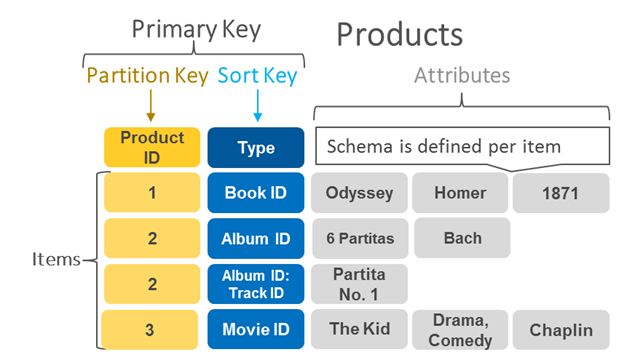 Primary Key
Products
Partition Key Sort Key
Attributes
Product
ID
Type
Schema is defined per item
1
Book ID
Odyssey
Homer
1871
2
Album ID
6 Partitas
Bach
Items
2
Album ID:
Track ID
Partita
No. 1
3
Movie ID
The Kid
Drama,
Comedy
Chaplin